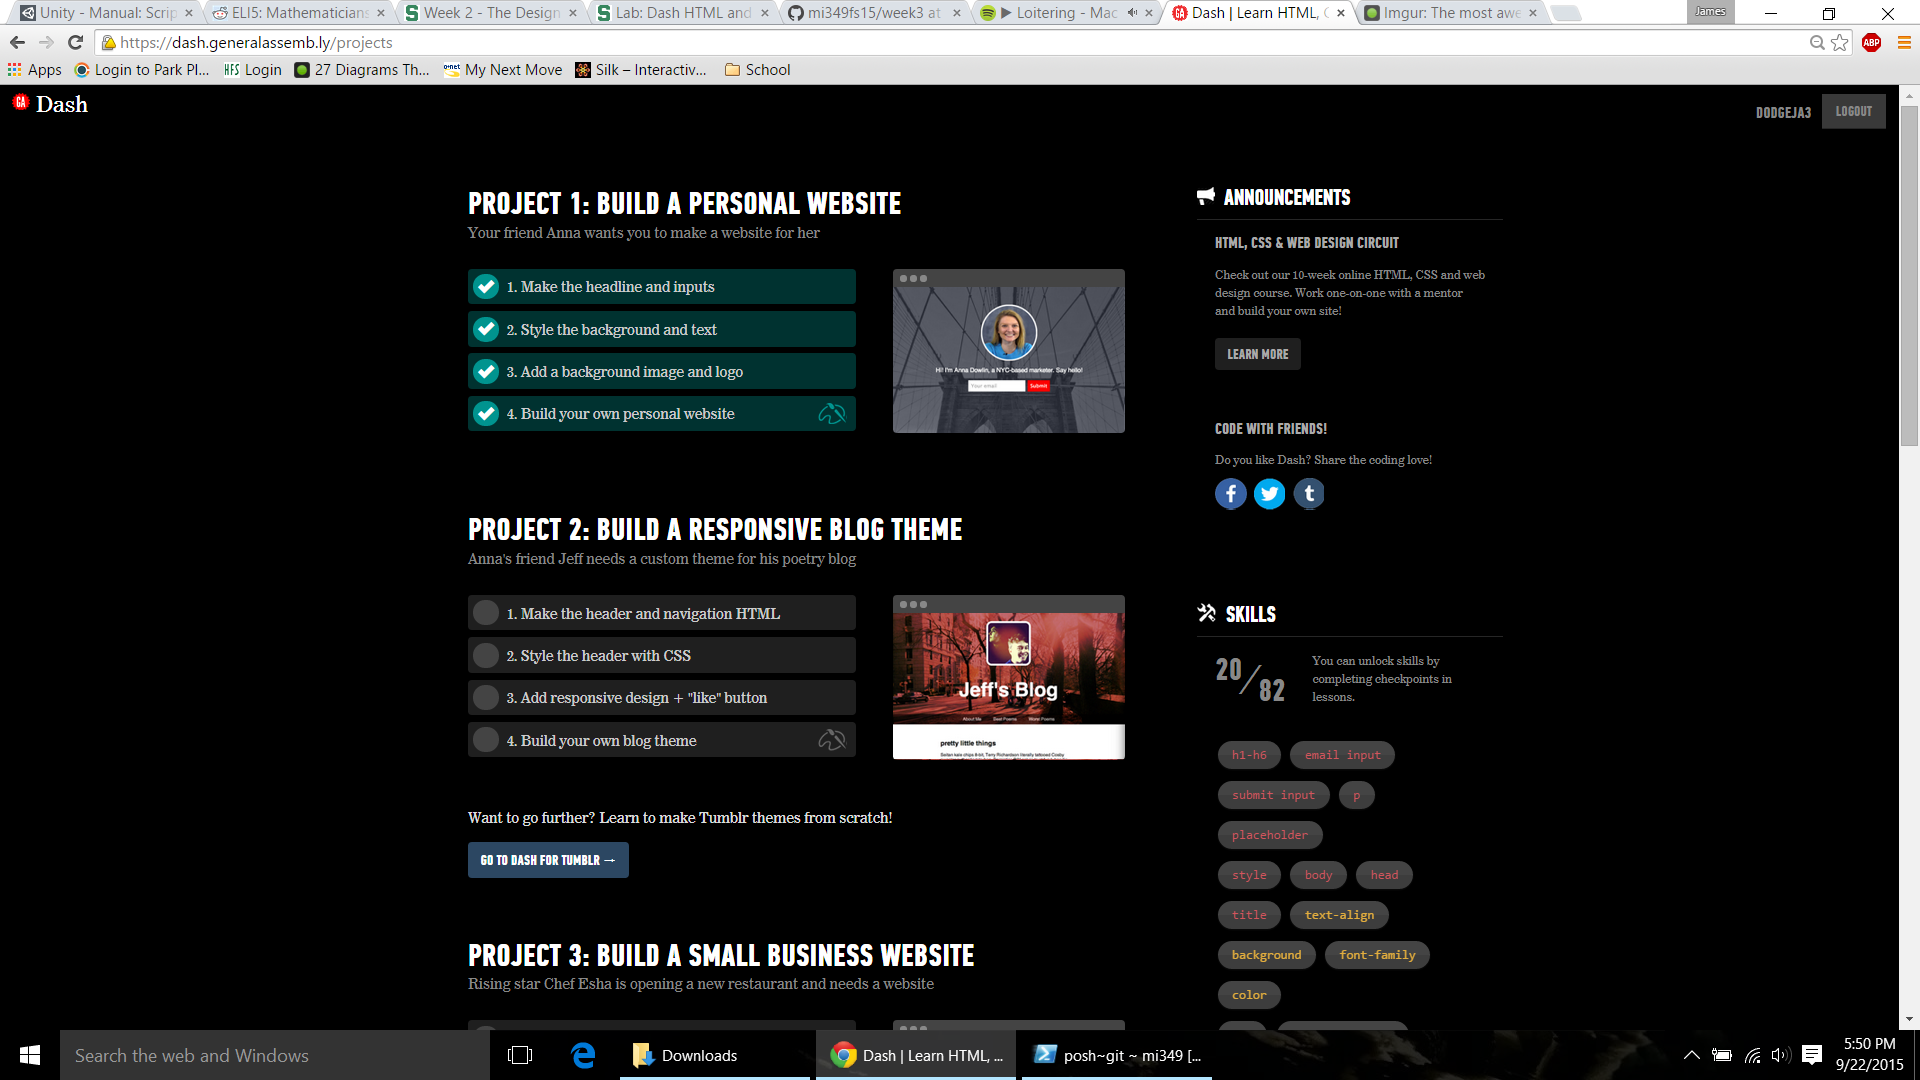 Unity - Manual: Scrip
ELI5: Mathematicians
Week 2 - The Design
Lab: Dash HTML and
mi349fs15/week3 at
Loitering - Mac
Dash | Learn HTML, C
Imgur: The most awe
James
https://dash.generalassemb.ly/projects
ABP
Apps
Login to Park Pl...
HFS Login
27 Diagrams Th...
My Next Move
Silk – Interactiv...
School
GA Dash
DODGEJA3
LOGOUT
PROJECT 1: BUILD A PERSONAL WEBSITE
Your friend Anna wants you to make a website for her
1. Make the headline and inputs
2. Style the background and text
3. Add a background image and logo
4. Build your own personal website
Hi! I'm Anna Dowlin, a NYC-based marketer. Say hello!
Your email
Submit
PROJECT 2: BUILD A RESPONSIVE BLOG THEME
Anna's friend Jeff needs a custom theme for his poetry blog
1. Make the header and navigation HTML
2. Style the header with CSS
3. Add responsive design + "like" button
4. Build your own blog theme
Jeff's Blog
About Me
Best Poems
Worst Poems
pretty little things
Want to go further? Learn to make Tumblr themes from scratch!
GO TO DASH FOR TUMBLR →
PROJECT 3: BUILD A SMALL BUSINESS WEBSITE
Rising star Chef Esha is opening a new restaurant and needs a website
ANNOUNCEMENTS
HTML, CSS & WEB DESIGN CIRCUIT
Check out our 10-week online HTML, CSS and web
design course. Work one-on-one with a mentor
and build your own site!
LEARN MORE
CODE WITH FRIENDS!
Do you like Dash? Share the coding love!
SKILLS
20/82
You can unlock skills by
completing checkpoints in
lessons.
h1-h6
email input
submit input
p
placeholder
style
body
head
title
text-align
background
font-family
color
Search the web and Windows
Downloads
Dash | Learn HTML, ...
posh~git ~ mi349 [...
5:50 PM
9/22/2015